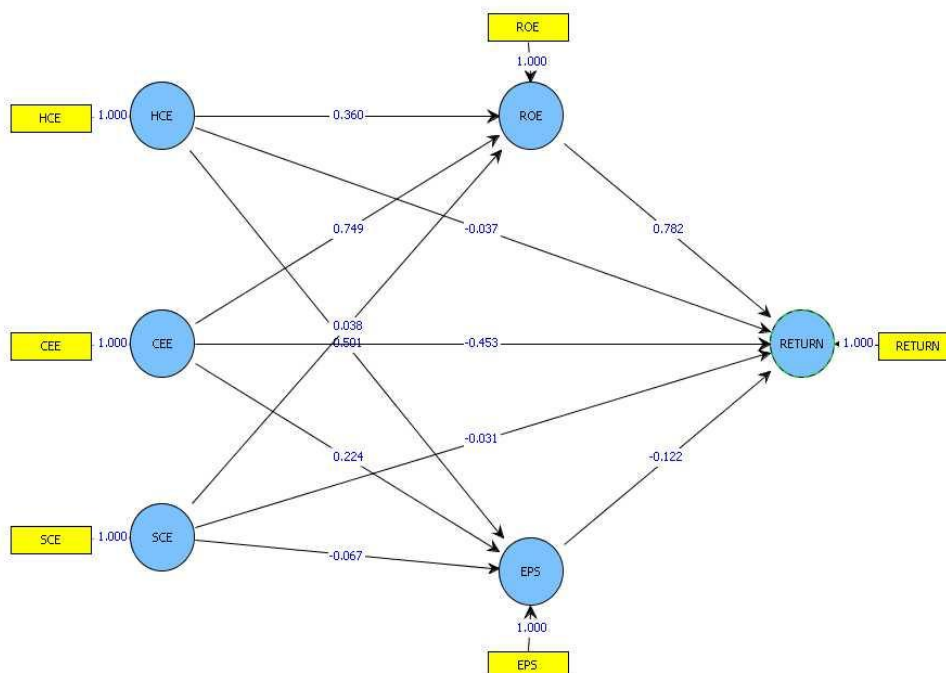 ROE
1.000
HCE
1.000
HCE
0.360
ROE
0.749
-0.037
0.782
0.038
CEE
1.000
CEE
0.501
-0.453
RETURN
1.000
RETURN
-0.031
0.224
-0.122
SCE
1.000
SCE
-0.067
EPS
1.000
EPS